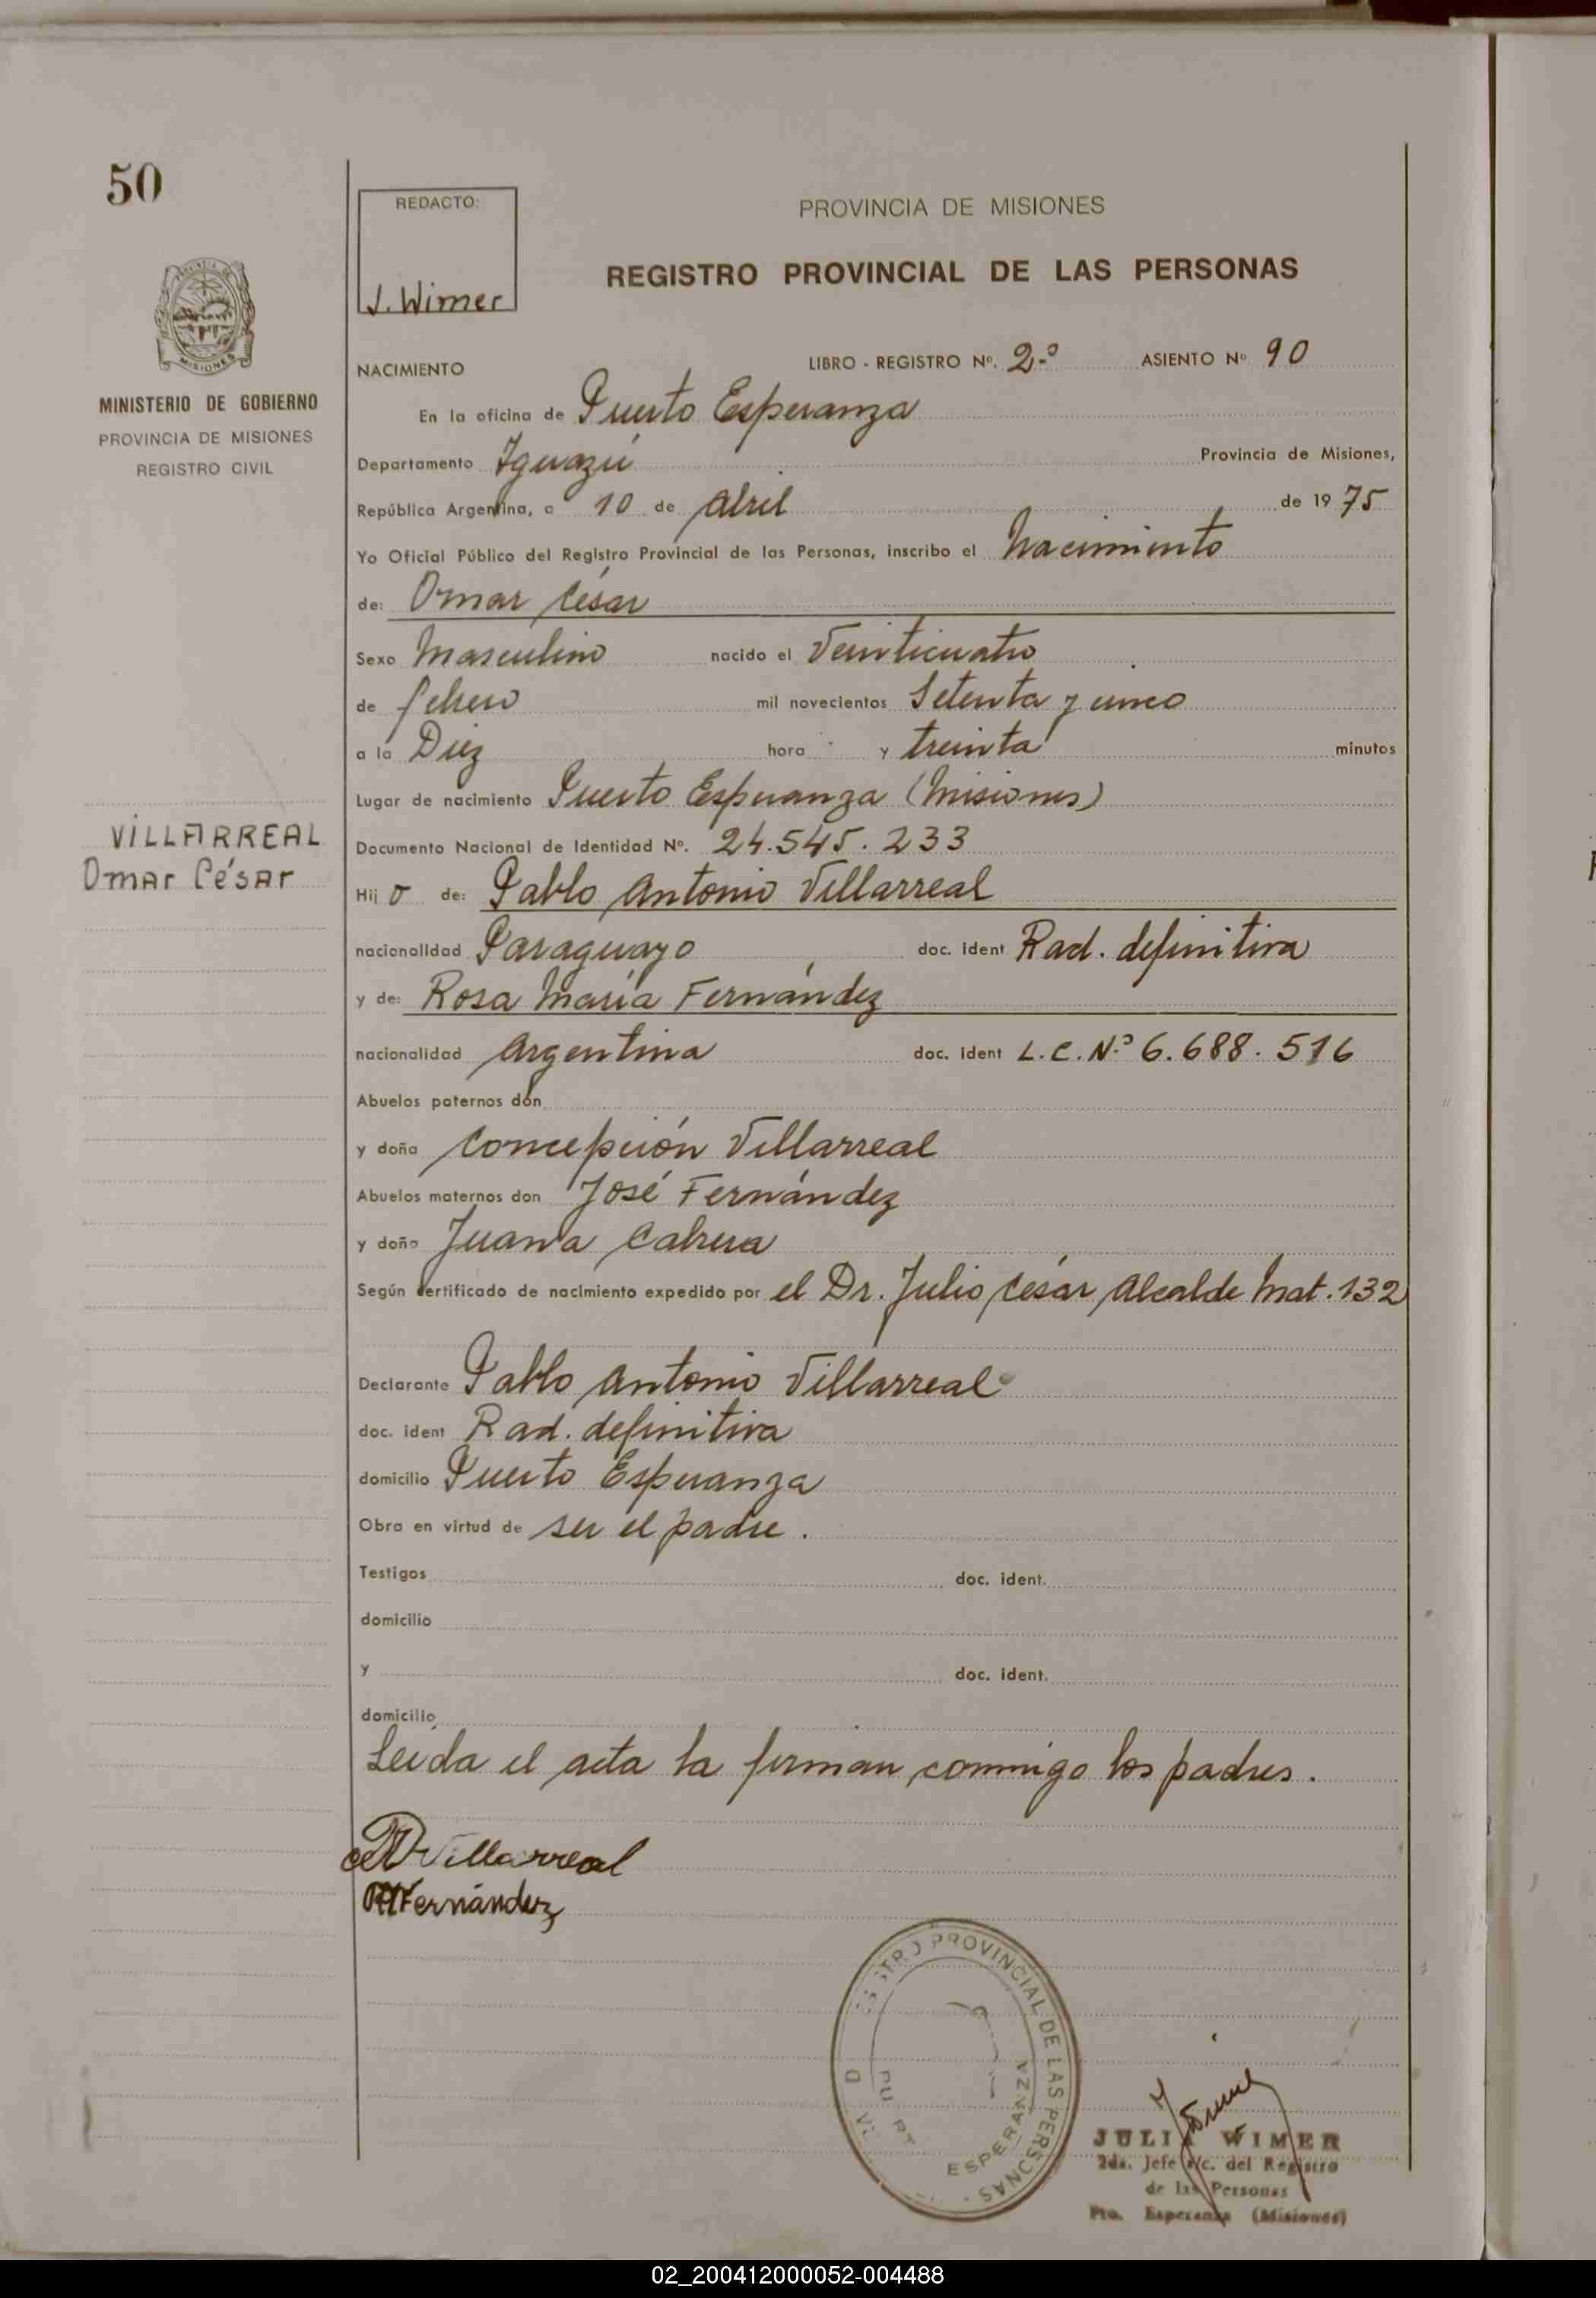 50
REDACTO:
J. Wimer
PROVINCIA DE MISIONES
REGISTRO PROVINCIAL DE LAS PERSONAS
MISIONES
MINISTERIO DE GOBIERNO
PROVINCIA DE MISIONES
REGISTRO CIVIL
NACIMIENTO LIBRO - REGISTRO Nº. 2-º ASIENTO Nº 90
En la oficina de Puerto Esperanza
Departamento Iguazú Provincia de Misiones,
República Argentina, a 10 de Abril de 1975
Yo Oficial Público del Registro Provincial de las Personas, inscribo el Nacimiento
de: Omar César
Sexo Masculino nacido el Veinticuatro
de febrero mil novecientos Setenta y cinco
a la Diez hora y treinta minutos
Lugar de nacimiento Puerto Esperanza (Misiones)
VILLARREAL
Omar César
Documento Nacional de Identidad Nº. 24.545.233
Hijo de: Pablo Antonio Villarreal
nacionalidad Paraguayo doc. ident Rad. definitiva
y de: Rosa María Fernández
nacionalidad Argentina doc. ident L.C.N.º 6.688.516
Abuelos paternos don
y doña Concepción Villarreal
Abuelos maternos don José Fernández
y doña Juana Cabrera
Según certificado de nacimiento expedido por el Dr. Julio César Alcalde Mat. 132
Declarante Pablo Antonio Villarreal
doc. ident Rad. definitiva
domicilio Puerto Esperanza
Obra en virtud de ser el padre.
Testigos doc. ident.
domicilio
y doc. ident.
domicilio
Leída el acta la firman conmigo los padres.
Villarreal
Fernández
PROVINCIAL DE LAS PERSONAS
ESPERANZA
JULIA WIMER
2da. Jefe a/c. del Registro
de las Personas
Pto. Esperanza (Misiones)
02_200412000052-004488